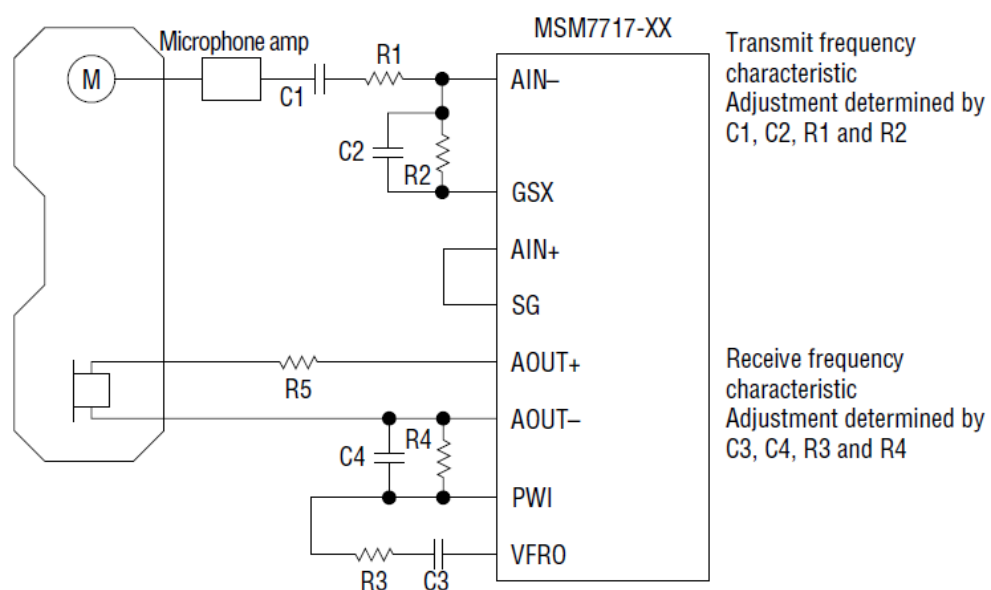 MSM7717-XX
Microphone amp
M
C1
R1
AIN–
C2
R2
GSX
AIN+
SG
AOUT+
R5
AOUT–
C4
R4
PWI
VFRO
R3
C3
Transmit frequency
characteristic
Adjustment determined by
C1, C2, R1 and R2
Receive frequency
characteristic
Adjustment determined by
C3, C4, R3 and R4